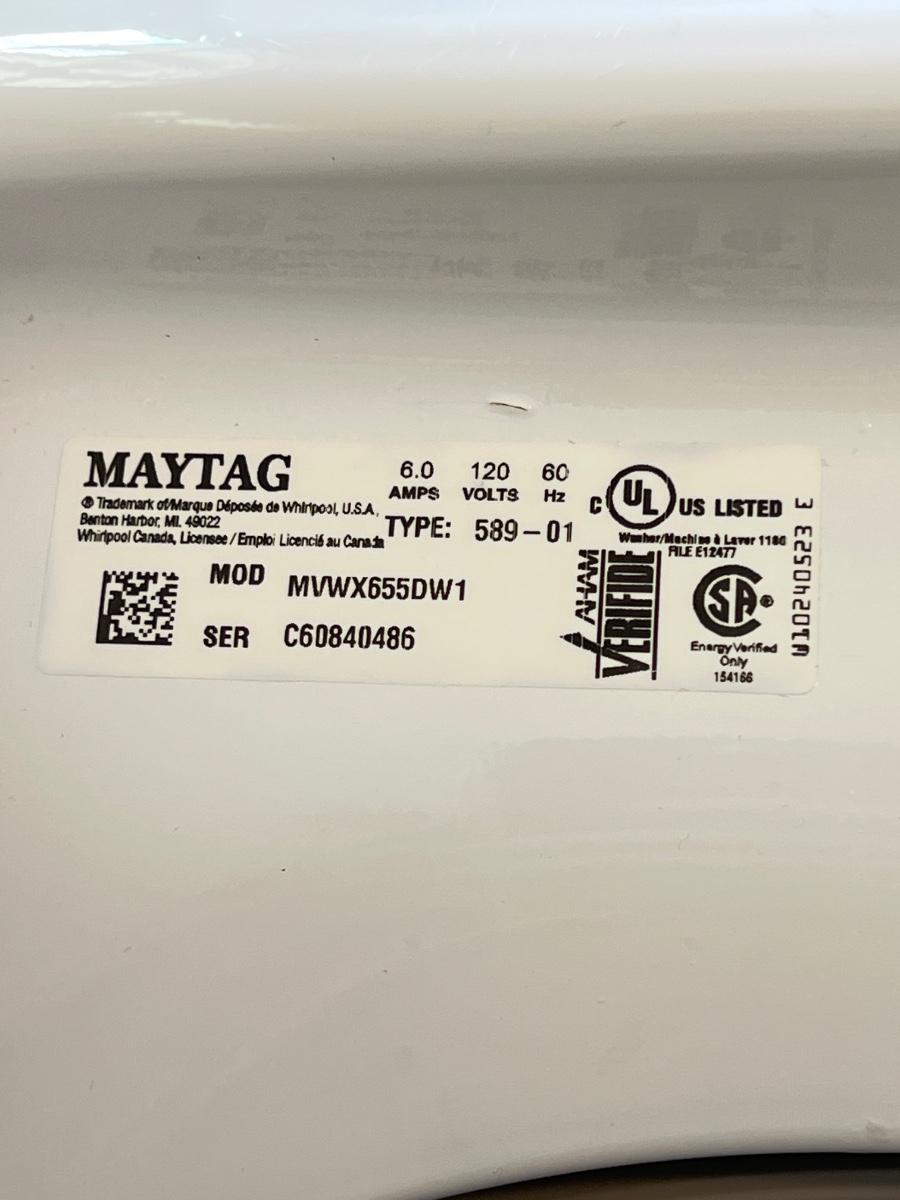 MAYTAG
® Trademark of/Marque Déposée de Whirlpool, U.S.A.,
Benton Harbor, MI. 49022
Whirlpool Canada, Licensee / Emploi Licencié au Canada
6.0 120 60
AMPS VOLTS Hz
TYPE: 589-01
MOD MVWX655DW1
SER C60840486
C UL US LISTED
Washer/Machine à Laver 1186
FILE E12477
AHAM
VERIFIDE
SA ®
Energy Verified
Only
154166
W10240523 E